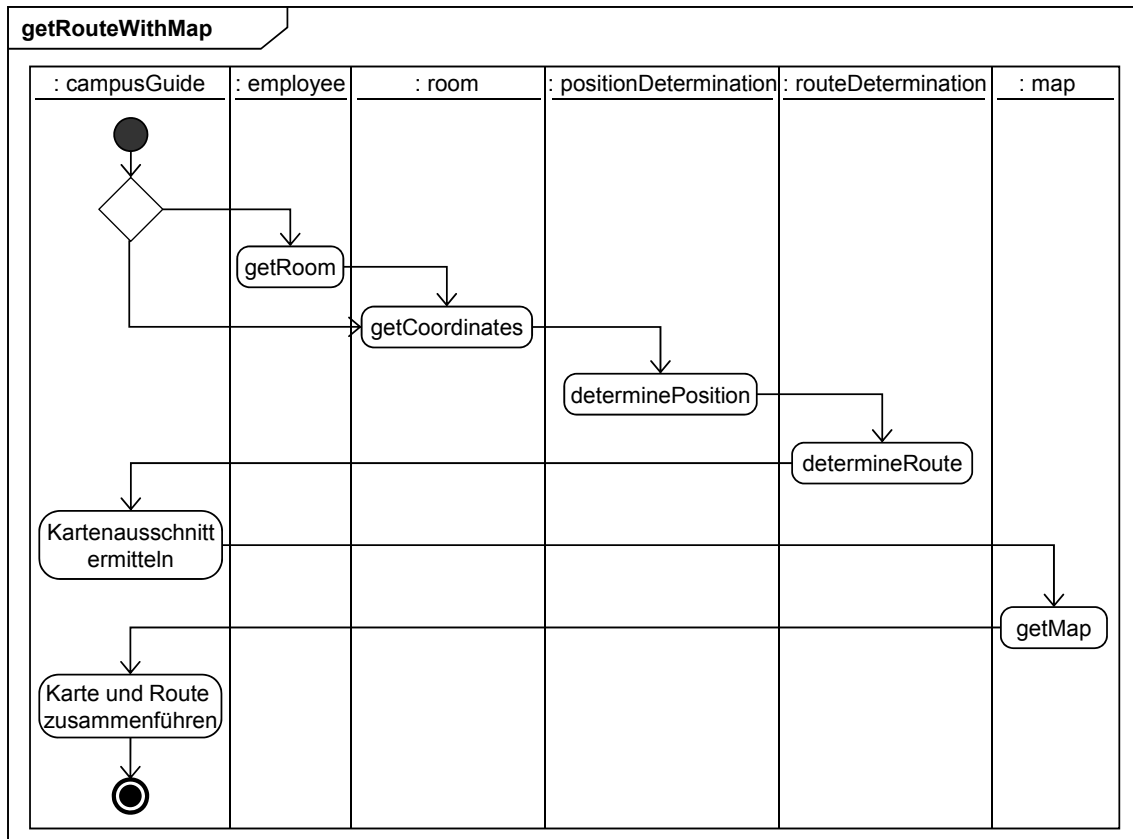 getRouteWithMap
: campusGuide
: employee
: room
: positionDetermination
: routeDetermination
: map
getRoom
getCoordinates
determinePosition
determineRoute
Kartenausschnitt
ermitteln
getMap
Karte und Route
zusammenführen